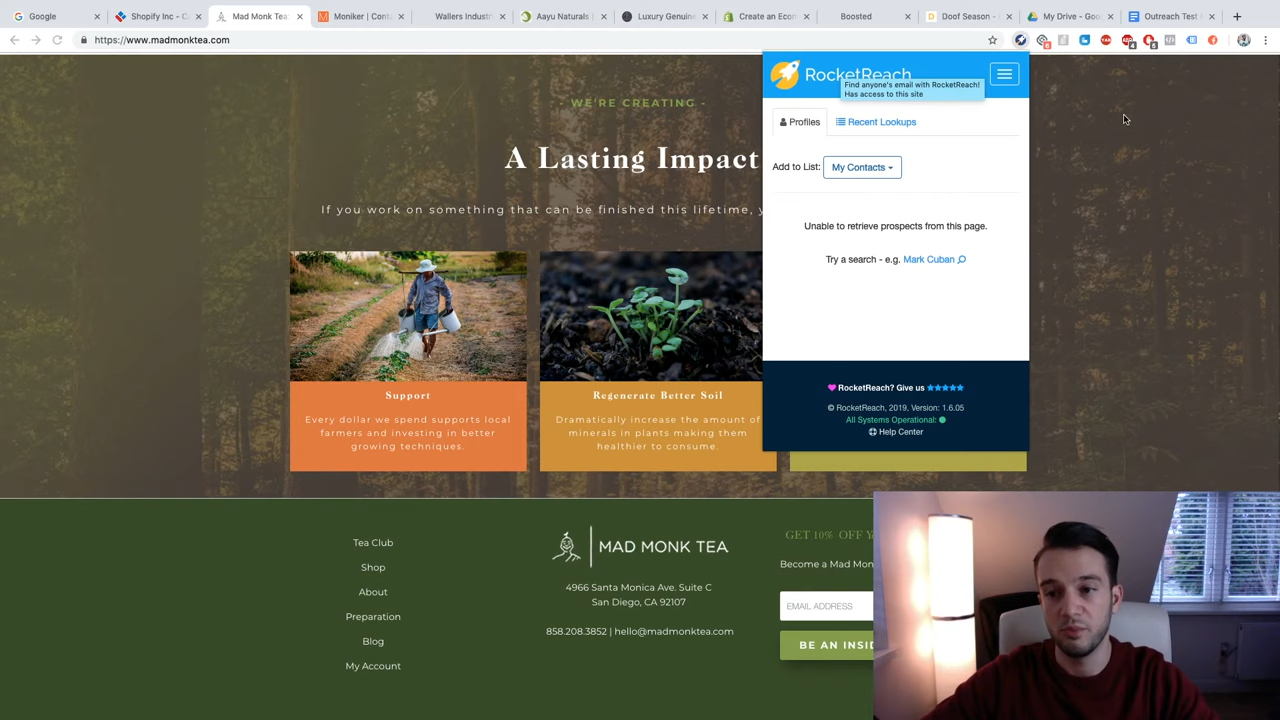 Google
Shopify Inc - C
Mad Monk Tea
Moniker | Conta
Wallers Industr
Aayu Naturals |
Luxury Genuine
Create an Econ
Boosted
Doof Season -
My Drive - Goo
Outreach Test
https://www.madmonktea.com
RocketReach
Find anyone's email with RocketReach!
Has access to this site
Profiles
Recent Lookups
Add to List: My Contacts
Unable to retrieve prospects from this page.
Try a search - e.g. Mark Cuban
RocketReach? Give us
© RocketReach, 2019, Version: 1.6.05
All Systems Operational:
Help Center
WE'RE CREATING -
A Lasting Impact
If you work on something that can be finished this lifetime, y
Support
Every dollar we spend supports local
farmers and investing in better
growing techniques.
Regenerate Better Soil
Dramatically increase the amount of
minerals in plants making them
healthier to consume.
Tea Club
Shop
About
Preparation
Blog
My Account
MAD MONK TEA
4966 Santa Monica Ave. Suite C
San Diego, CA 92107
858.208.3852 | hello@madmonktea.com
GET 10% OFF Y
Become a Mad Mon
EMAIL ADDRESS
BE AN INSID